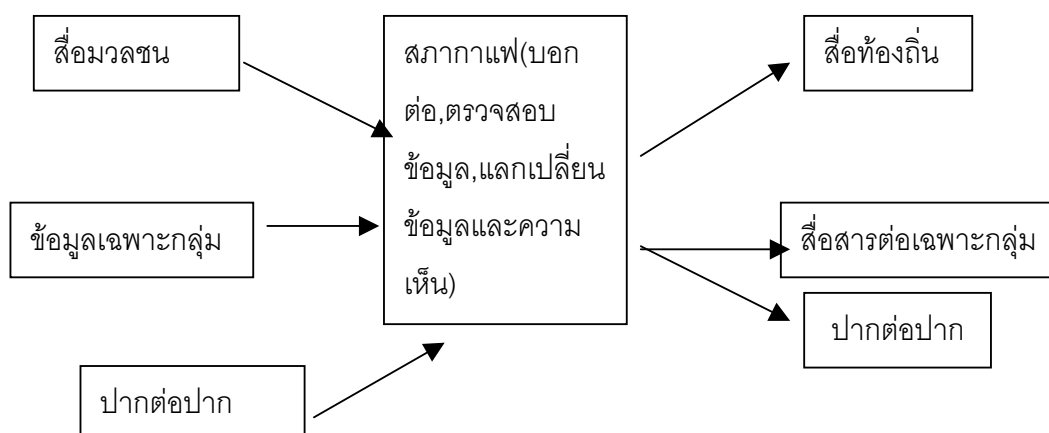 สื่อมวลชน
ข้อมูลเฉพาะกลุ่ม
ปากต่อปาก
สภากาแฟ(บอก
ต่อ,ตรวจสอบ
ข้อมูล,แลกเปลี่ยน
ข้อมูลและความ
เห็น)
สื่อท้องถิ่น
สื่อสารต่อเฉพาะกลุ่ม
ปากต่อปาก